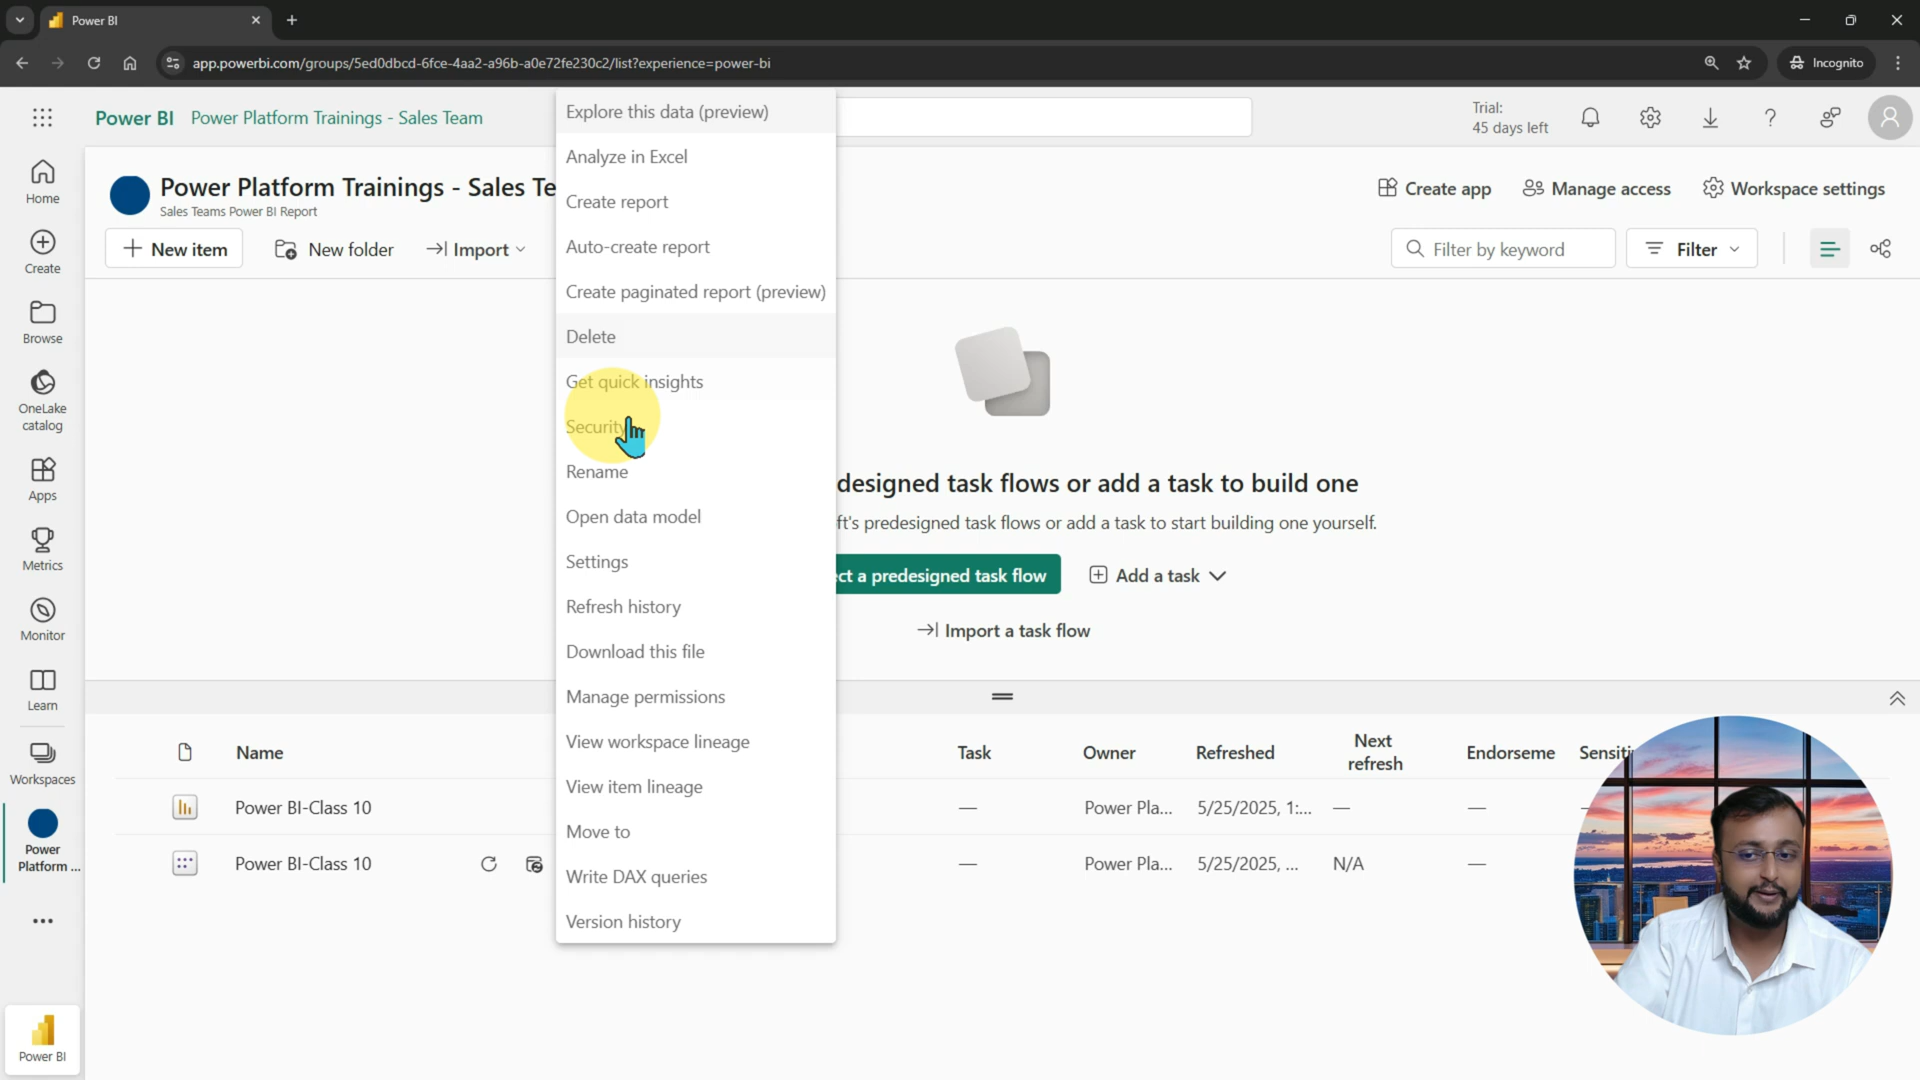 Power BI
app.powerbi.com/groups/5ed0dbcd-6fce-4aa2-a96b-a0e72fe230c2/list?experience=power-bi
Incognito
Power BI Power Platform Trainings - Sales Team
Trial:
45 days left
Power Platform Trainings - Sales Te
Sales Teams Power BI Report
Create app
Manage access
Workspace settings
New item
New folder
Import
Filter by keyword
Filter
Home
Create
Browse
OneLake
catalog
Apps
Metrics
Monitor
Learn
Workspaces
Power
Platform ...
Power BI
Explore this data (preview)
Analyze in Excel
Create report
Auto-create report
Create paginated report (preview)
Delete
Get quick insights
Security
Rename
Open data model
Settings
Refresh history
Download this file
Manage permissions
View workspace lineage
View item lineage
Move to
Write DAX queries
Version history
designed task flows or add a task to build one
ft's predesigned task flows or add a task to start building one yourself.
ct a predesigned task flow
Add a task
Import a task flow
Name Task Owner Refreshed Next refresh Endorseme Sensiti
Power BI-Class 10 — Power Pla... 5/25/2025, 1:... — —
Power BI-Class 10 — Power Pla... 5/25/2025, ... N/A —